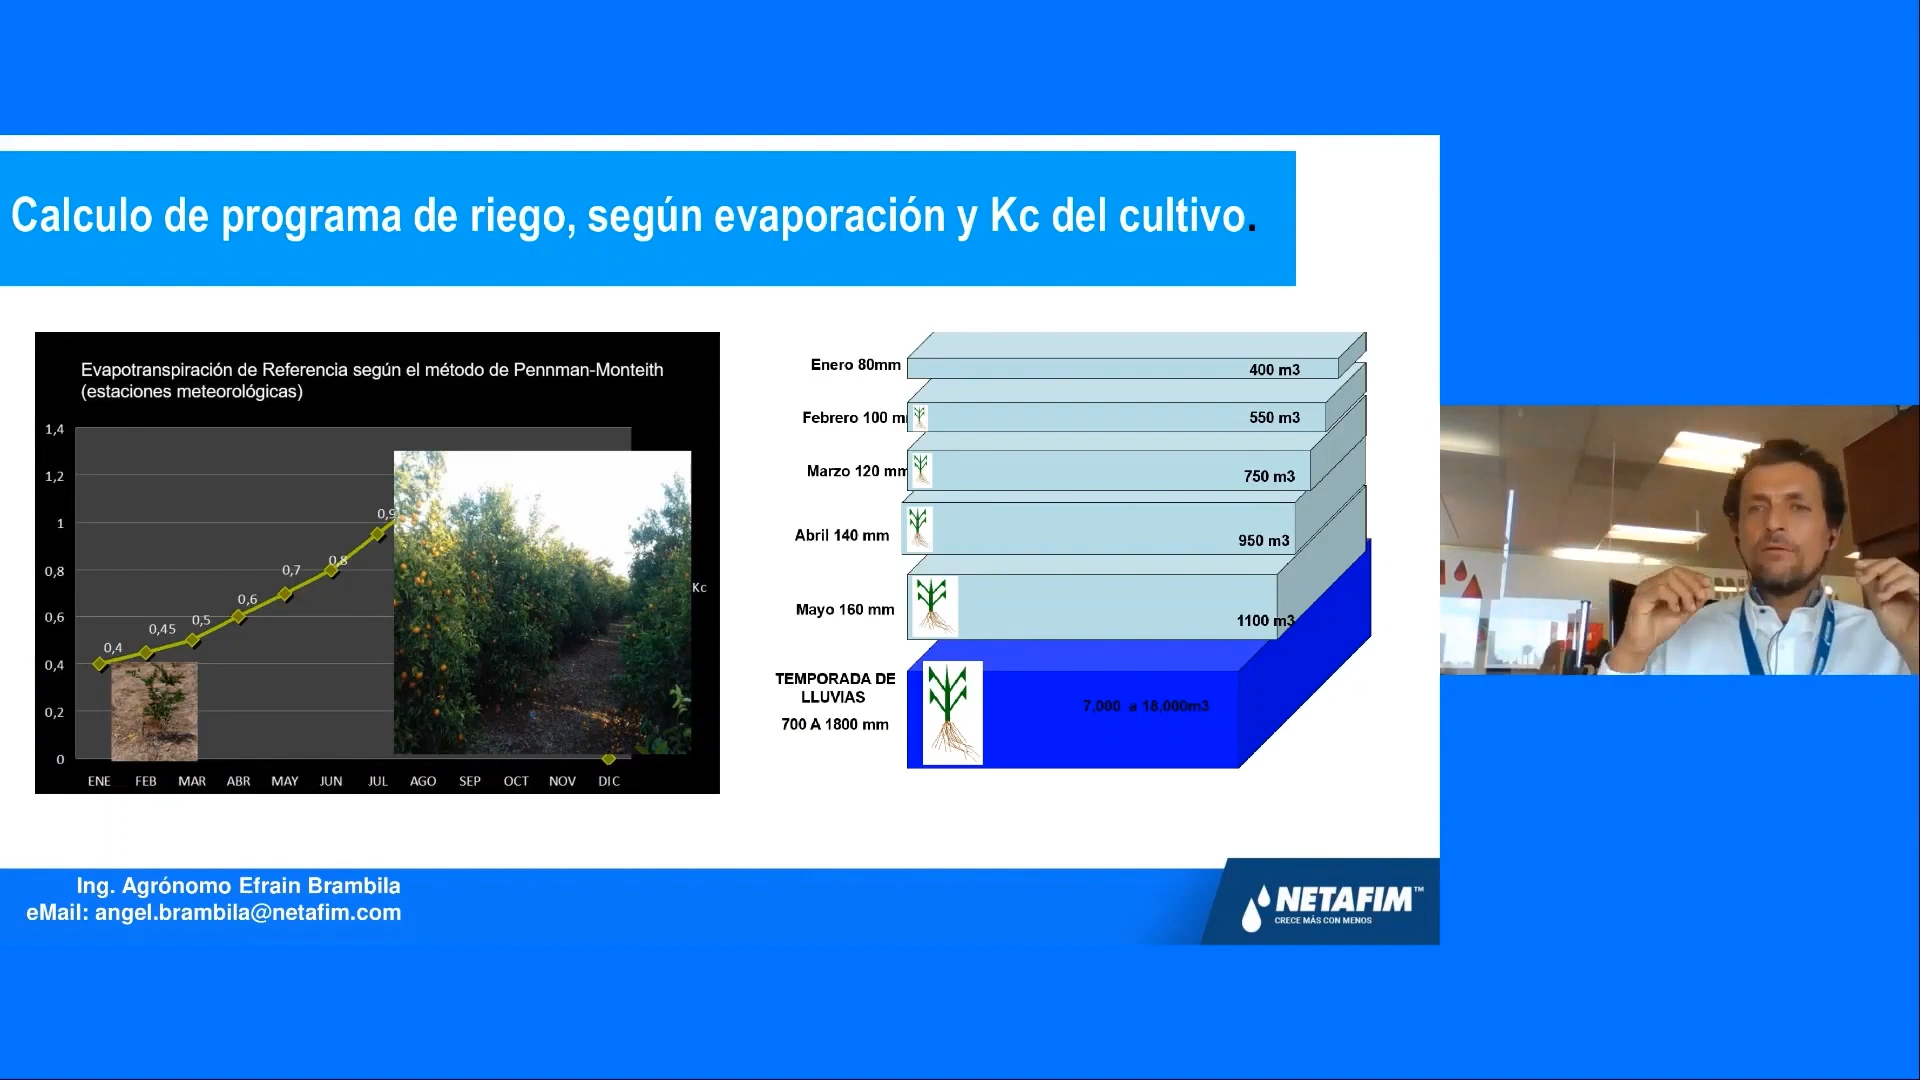 Calculo de programa de riego, según evaporación y Kc del cultivo.
Evapotranspiración de Referencia según el método de Pennman-Monteith
(estaciones meteorológicas)
1,4
1,2
1
0,8
0,6
0,4
0,2
0
0,4
0,45
0,5
0,6
0,7
0,8
0,9
Kc
ENE FEB MAR ABR MAY JUN JUL AGO SEP OCT NOV DIC
Enero 80mm 400 m3
Febrero 100 m 550 m3
Marzo 120 mm 750 m3
Abril 140 mm 950 m3
Mayo 160 mm 1100 m3
TEMPORADA DE
LLUVIAS
700 A 1800 mm
7,000 a 18,000m3
Ing. Agrónomo Efrain Brambila
eMail: angel.brambila@netafim.com
NETAFIM™
CRECE MÁS CON MENOS